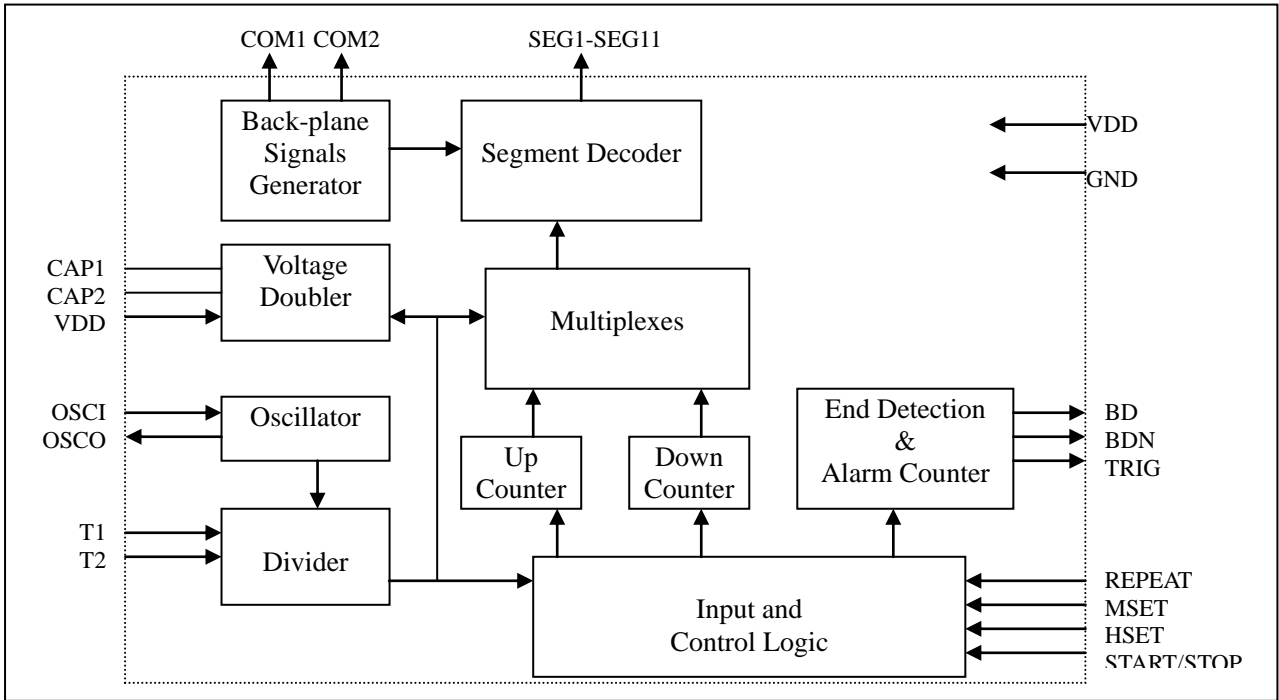 COM1 COM2
SEG1-SEG11
Back-plane
Signals
Generator
Segment Decoder
VDD
GND
CAP1
CAP2
VDD
Voltage
Doubler
Multiplexes
OSCI
OSCO
Oscillator
Up
Counter
Down
Counter
End Detection
&
Alarm Counter
BD
BDN
TRIG
T1
T2
Divider
Input and
Control Logic
REPEAT
MSET
HSET
START/STOP